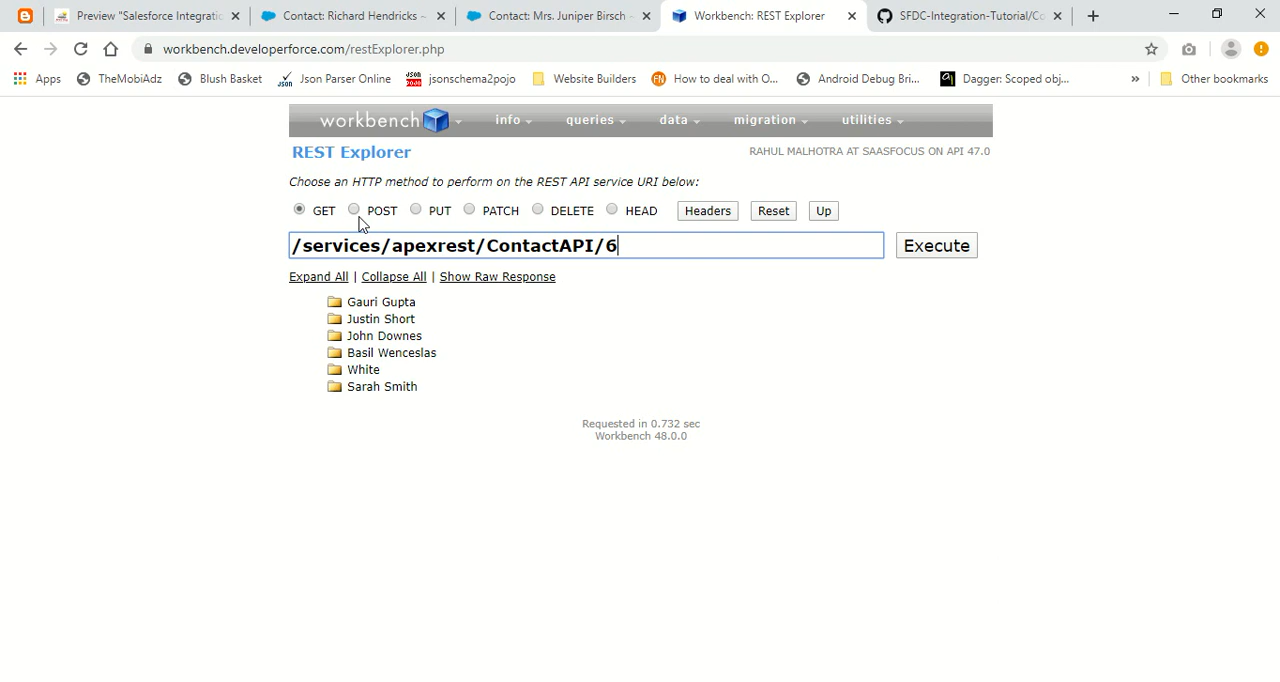 Preview "Salesforce Integratio
Contact: Richard Hendricks ~
Contact: Mrs. Juniper Birsch ~
Workbench: REST Explorer
SFDC-Integration-Tutorial/Co
workbench.developerforce.com/restExplorer.php
Apps
TheMobiAdz
Blush Basket
Json Parser Online
jsonschema2pojo
Website Builders
How to deal with O...
Android Debug Bri...
Dagger: Scoped obj...
»
Other bookmarks
workbench
info
queries
data
migration
utilities
REST Explorer
RAHUL MALHOTRA AT SAASFOCUS ON API 47.0
Choose an HTTP method to perform on the REST API service URI below:
GET POST PUT PATCH DELETE HEAD Headers Reset Up
/services/apexrest/ContactAPI/6 Execute
Expand All | Collapse All | Show Raw Response
Gauri Gupta
Justin Short
John Downes
Basil Wenceslas
White
Sarah Smith
Requested in 0.732 sec
Workbench 48.0.0